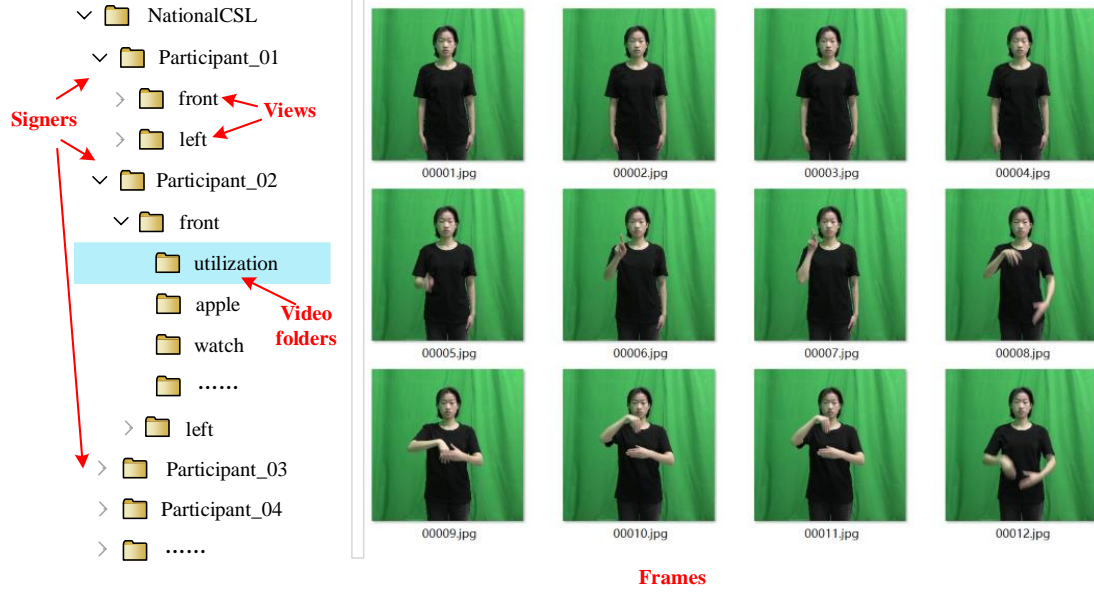 NationalCSL
Participant_01
front
left
Signers
Views
Participant_02
front
utilization
apple
watch
......
left
Video
folders
Participant_03
Participant_04
......
00001.jpg
00002.jpg
00003.jpg
00004.jpg
00005.jpg
00006.jpg
00007.jpg
00008.jpg
00009.jpg
00010.jpg
00011.jpg
00012.jpg
Frames